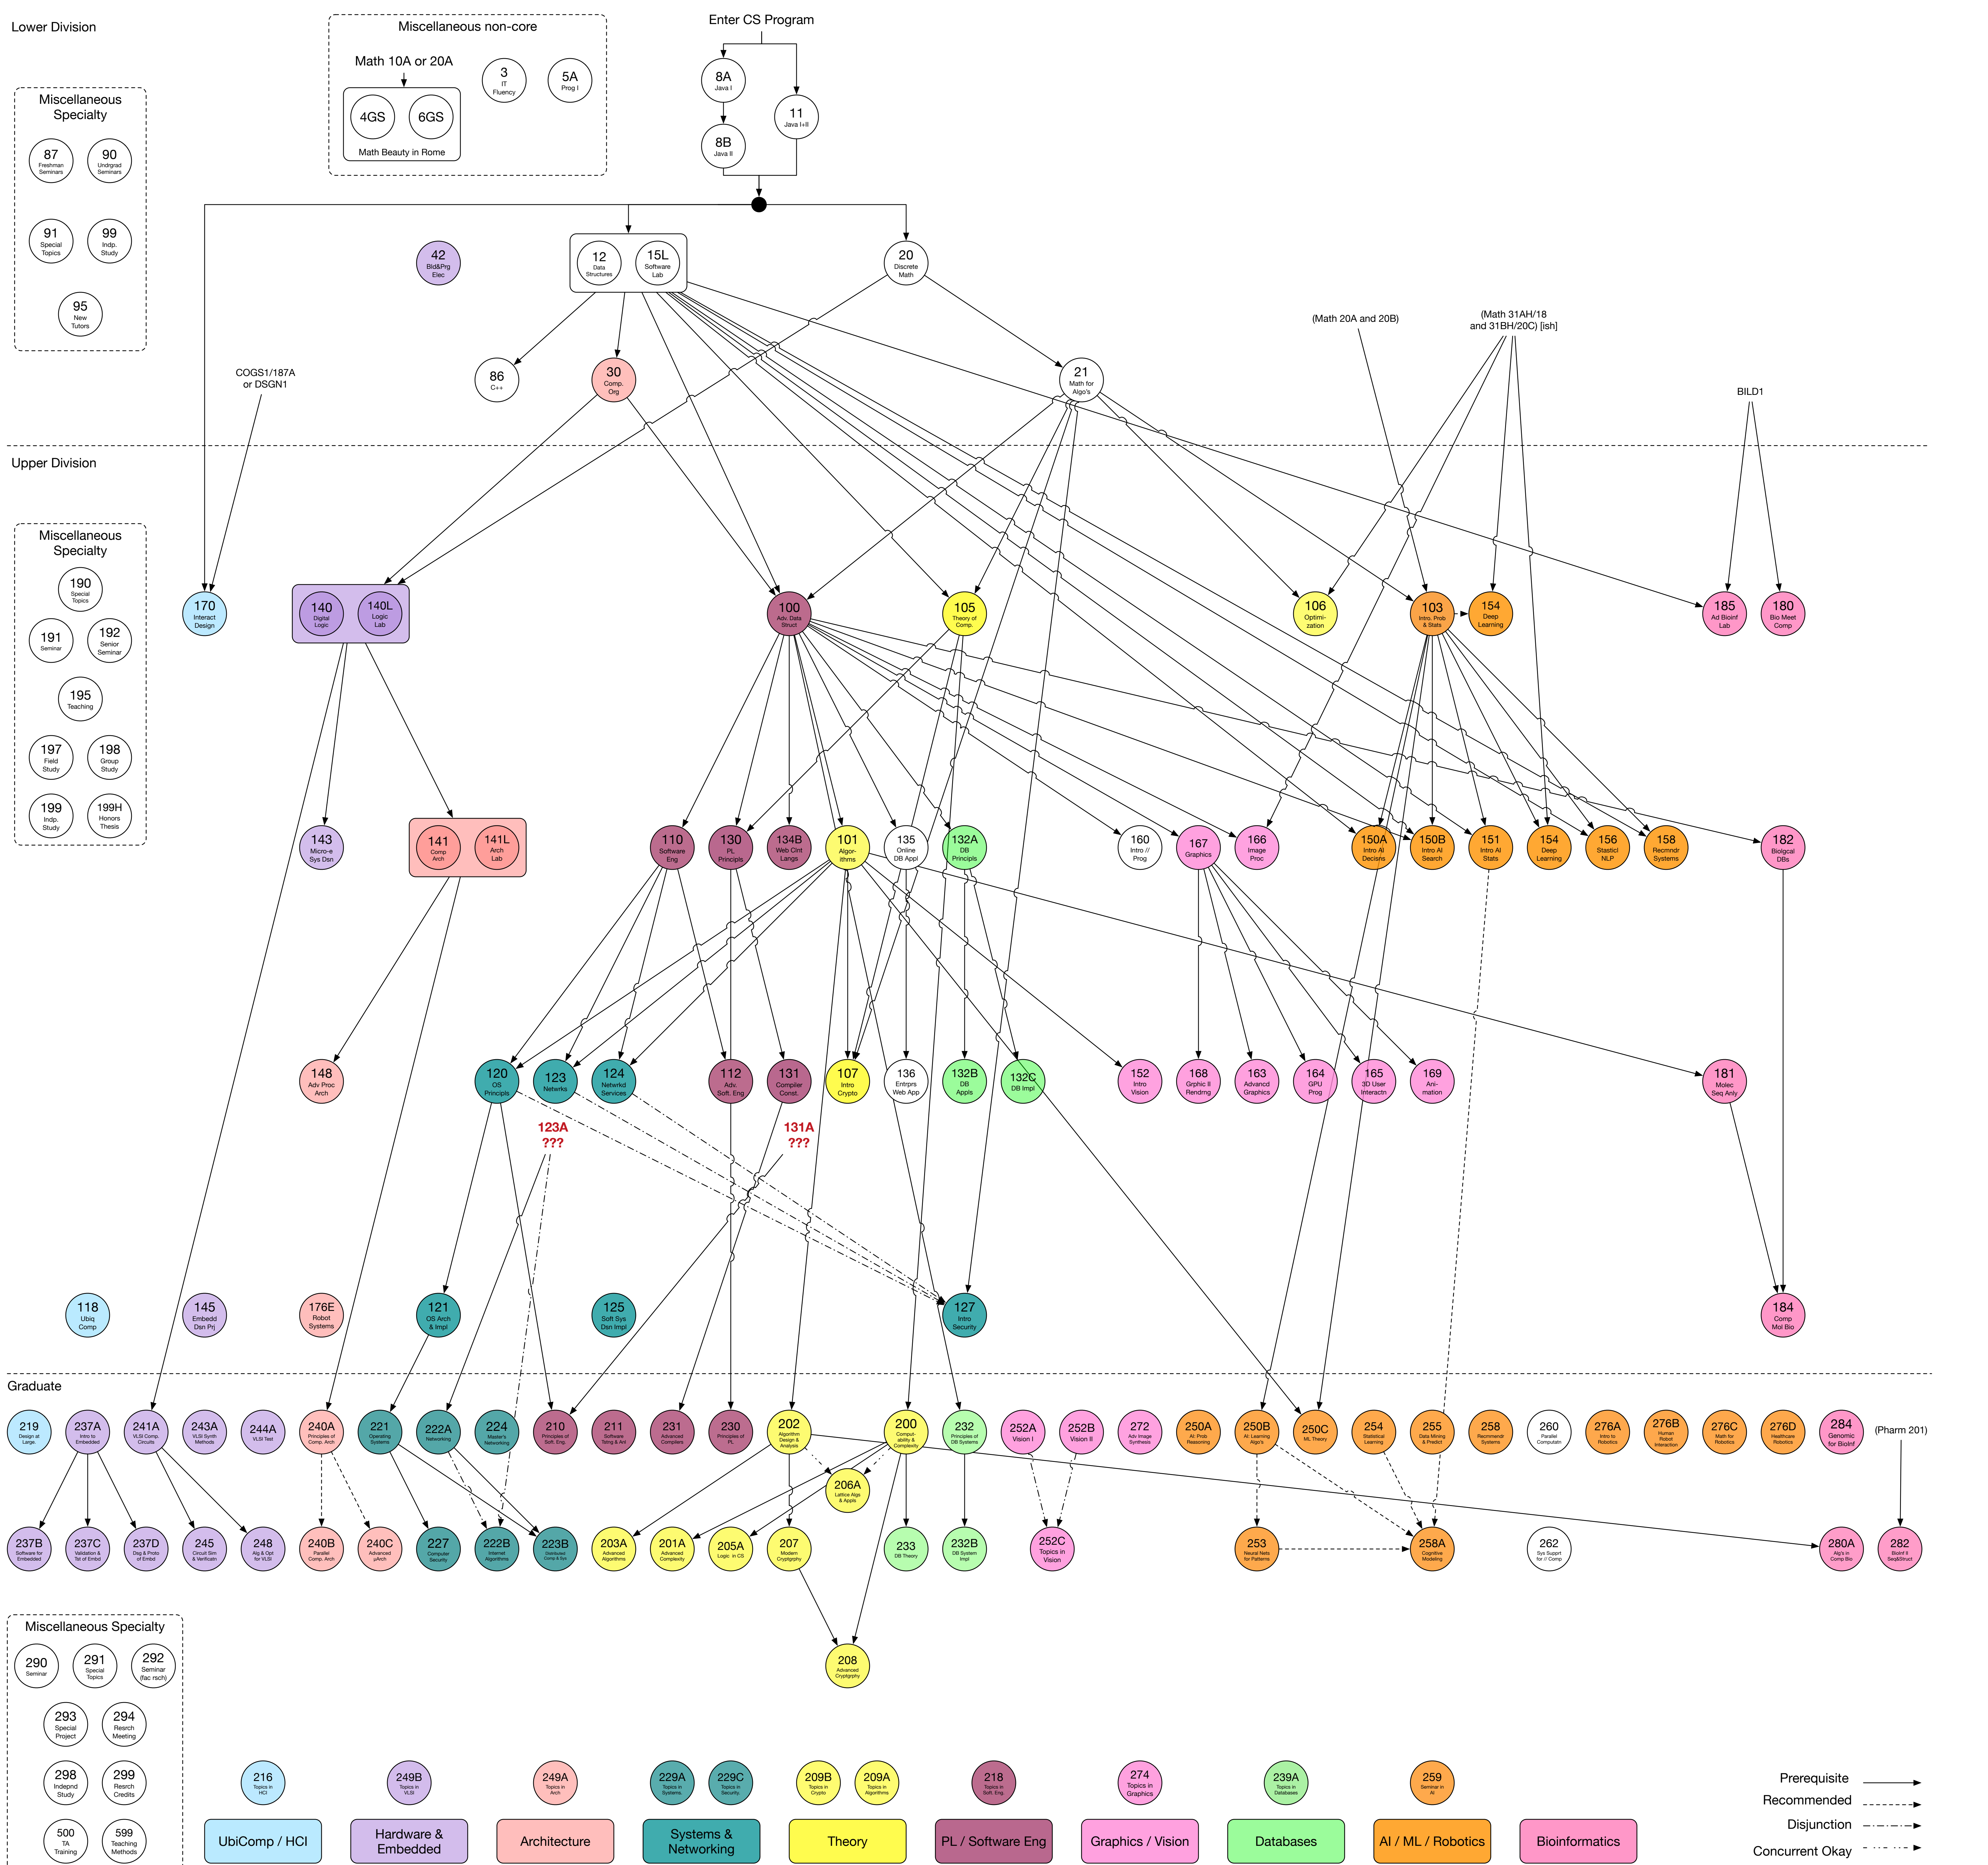 Lower Division
Miscellaneous non-core
Enter CS Program
Math 10A or 20A
3
IT
Fluency
5A
Prog I
8A
Java I
4GS
6GS
Math Beauty in Rome
11
Java I+II
8B
Java II
Miscellaneous
Specialty
87
Freshman
Seminars
90
Undrgrad
Seminars
91
Special
Topics
99
Indp.
Study
95
New
Tutors
42
Bld&Prg
Elec
12
Data
Structures
15L
Software
Lab
20
Discrete
Math
(Math 20A and 20B)
(Math 31AH/18
and 31BH/20C) [ish]
COGS1/187A
or DSGN1
86
C++
30
Comp.
Org
21
Math for
Algo's
BILD1
Upper Division
Miscellaneous
Specialty
190
Special
Topics
191
Seminar
192
Senior
Seminar
195
Teaching
197
Field
Study
198
Group
Study
199
Indp.
Study
199H
Honors
Thesis
170
Interact
Design
140
Digital
Logic
140L
Logic
Lab
100
Adv. Data
Struct
105
Theory of
Comp.
106
Optimi-
zation
103
Intro. Prob
& Stats
154
Deep
Learning
185
Ad Bioinf
Lab
180
Bio Meet
Comp
143
Micro-e
Sys Dsn
141
Comp
Arch
141L
Arch
Lab
110
Software
Eng
130
PL
Principls
134B
Web Clnt
Langs
101
Algor-
ithms
135
Online
DB Appl
132A
DB
Principls
160
Intro //
Prog
167
Graphics
166
Image
Proc
150A
Intro AI
Decisns
150B
Intro AI
Search
151
Intro AI
Stats
154
Deep
Learning
156
Stasticl
NLP
158
Recmndr
Systems
182
Biolgcal
DBs
148
Adv Proc
Arch
120
OS
Principls
123
Netwrks
124
Netwrkd
Services
112
Adv.
Soft. Eng
131
Compiler
Const.
107
Intro
Crypto
136
Entrprs
Web App
132B
DB
Appls
132C
DB Impl
152
Intro
Vision
168
Grphic II
Rendrng
163
Advancd
Graphics
164
GPU
Prog
165
3D User
Interactn
169
Ani-
mation
181
Molec
Seq Anly
123A
???
131A
???
118
Ubiq
Comp
145
Embedd
Dsn Prj
176E
Robot
Systems
121
OS Arch
& Impl
125
Soft Sys
Dsn Impl
127
Intro
Security
184
Comp
Mol Bio
Graduate
219
Design at
Large.
237A
Intro to
Embedded
241A
VLSI Comp.
Circuits
243A
VLSI Synth
Methods
244A
VLSI Test
240A
Principles of
Comp. Arch
221
Operating
Systems
222A
Networking
224
Master's
Networking
210
Principles of
Soft. Eng.
211
Software
Tstng & Anl
231
Advanced
Compilers
230
Principles of
PL
202
Algorithm
Design &
Analysis
200
Comput-
ability &
Complexity
232
Principles of
DB Systems
252A
Vision I
252B
Vision II
272
Adv Image
Synthesis
250A
AI: Prob
Reasoning
250B
AI: Learning
Algo's
250C
ML Theory
254
Statistical
Learning
255
Data Mining
& Predict
258
Recommendr
Systems
260
Parallel
Computatn
276A
Intro to
Robotics
276B
Human
Robot
Interaction
276C
Math for
Robotics
276D
Healthcare
Robotics
284
Genomic
for BioInf
(Pharm 201)
206A
Lattice Algs
& Appls
237B
Software for
Embedded
237C
Validation &
Tst of Embd
237D
Dsg & Proto
of Embd
245
Circuit Sim
& Verificatn
248
Alg & Opt
for VLSI
240B
Parallel
Comp. Arch
240C
Advanced
µArch
227
Computer
Security
222B
Internet
Algorithms
223B
Distributed
Comp & Sys
203A
Advanced
Algorithms
201A
Advanced
Complexity
205A
Logic in CS
207
Modern
Cryptgrphy
233
DB Theory
232B
DB System
Impl
252C
Topics in
Vision
253
Neural Nets
for Patterns
258A
Cognitive
Modeling
262
Sys Supprt
for // Comp
280A
Alg's in
Comp Bio
282
BioInf II
Seq&Struct
208
Advanced
Cryptgrphy
Miscellaneous Specialty
290
Seminar
291
Special
Topics
292
Seminar
(fac rsch)
293
Special
Project
294
Resrch
Meeting
298
Indepnd
Study
299
Resrch
Credits
500
TA
Training
599
Teaching
Methods
216
Topics in
HCI
249B
Topics in
VLSI
249A
Topics in
Arch
229A
Topics in
Systems
229C
Topics in
Security
209B
Topics in
Crypto
209A
Topics in
Algorithms
218
Topics in
Soft. Eng.
274
Topics in
Graphics
239A
Topics in
Databases
259
Seminar in
AI
UbiComp / HCI
Hardware &
Embedded
Architecture
Systems &
Networking
Theory
PL / Software Eng
Graphics / Vision
Databases
AI / ML / Robotics
Bioinformatics
Prerequisite
Recommended
Disjunction
Concurrent Okay